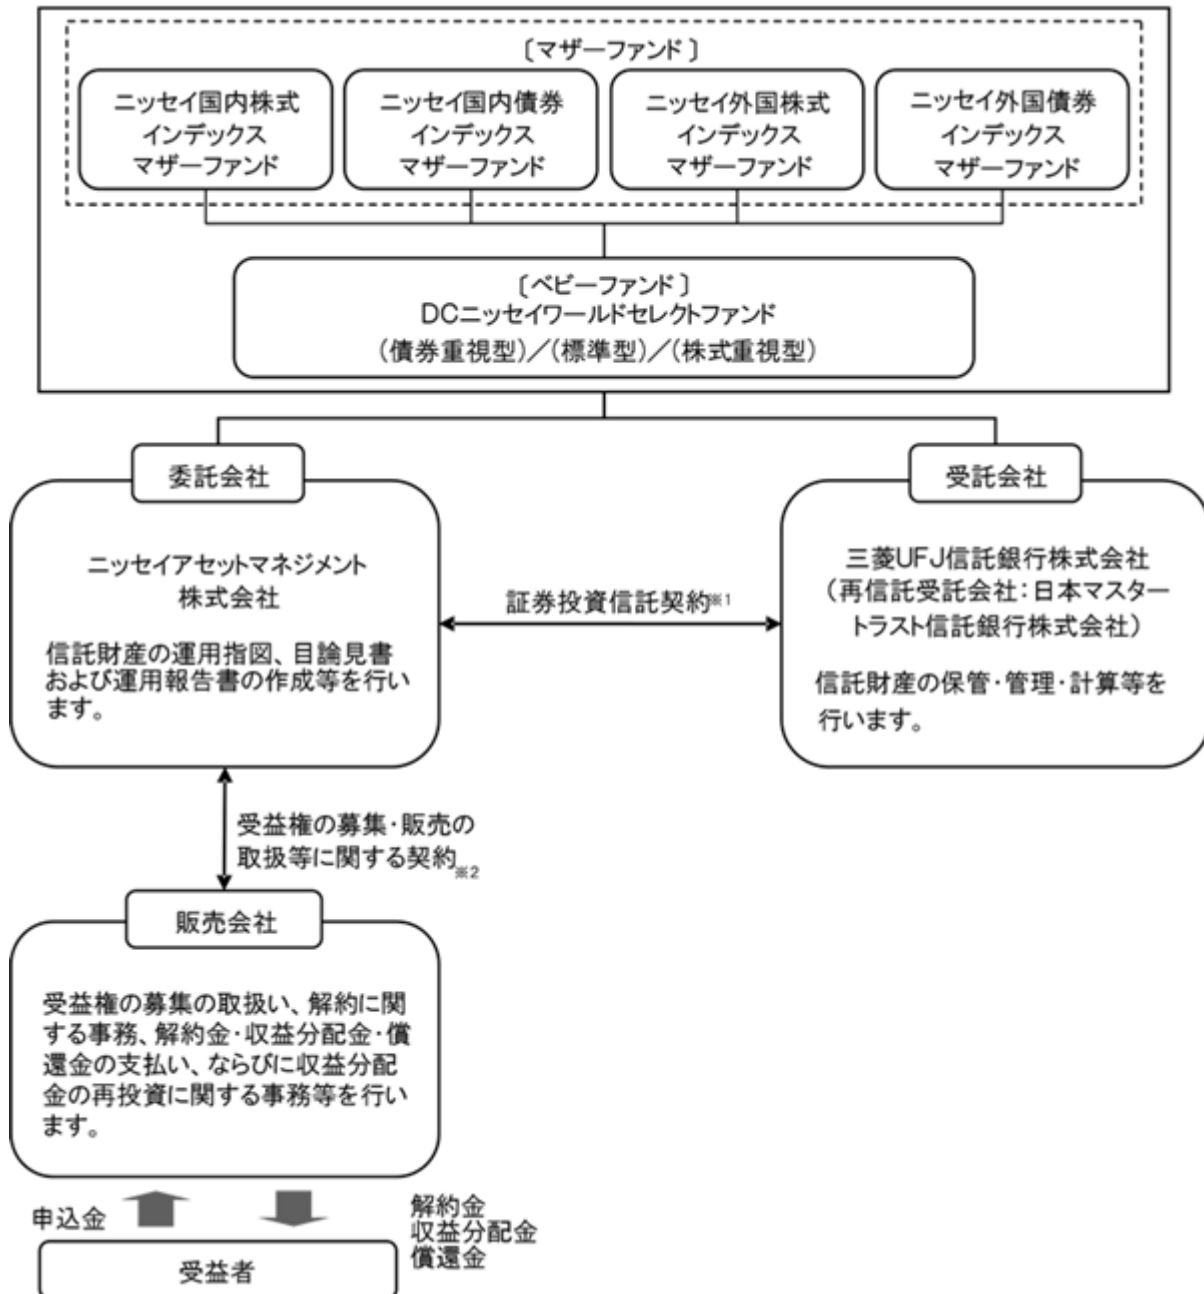 〔マザーファンド〕
ニッセイ国内株式
インデックス
マザーファンド
ニッセイ国内債券
インデックス
マザーファンド
ニッセイ外国株式
インデックス
マザーファンド
ニッセイ外国債券
インデックス
マザーファンド
〔ベビーファンド〕
DCニッセイワールドセレクトファンド
(債券重視型)／(標準型)／(株式重視型)
委託会社
ニッセイアセットマネジメント
株式会社
信託財産の運用指図、目論見書
および運用報告書の作成等を行い
ます。
証券投資信託契約※1
受託会社
三菱UFJ信託銀行株式会社
(再信託受託会社：日本マスター
トラスト信託銀行株式会社)
信託財産の保管・管理・計算等を
行います。
受益権の募集・販売の
取扱等に関する契約※2
販売会社
受益権の募集の取扱い、解約に関
する事務、解約金・収益分配金・償
還金の支払い、ならびに収益分配
金の再投資に関する事務等を行い
ます。
申込金
解約金
収益分配金
償還金
受益者